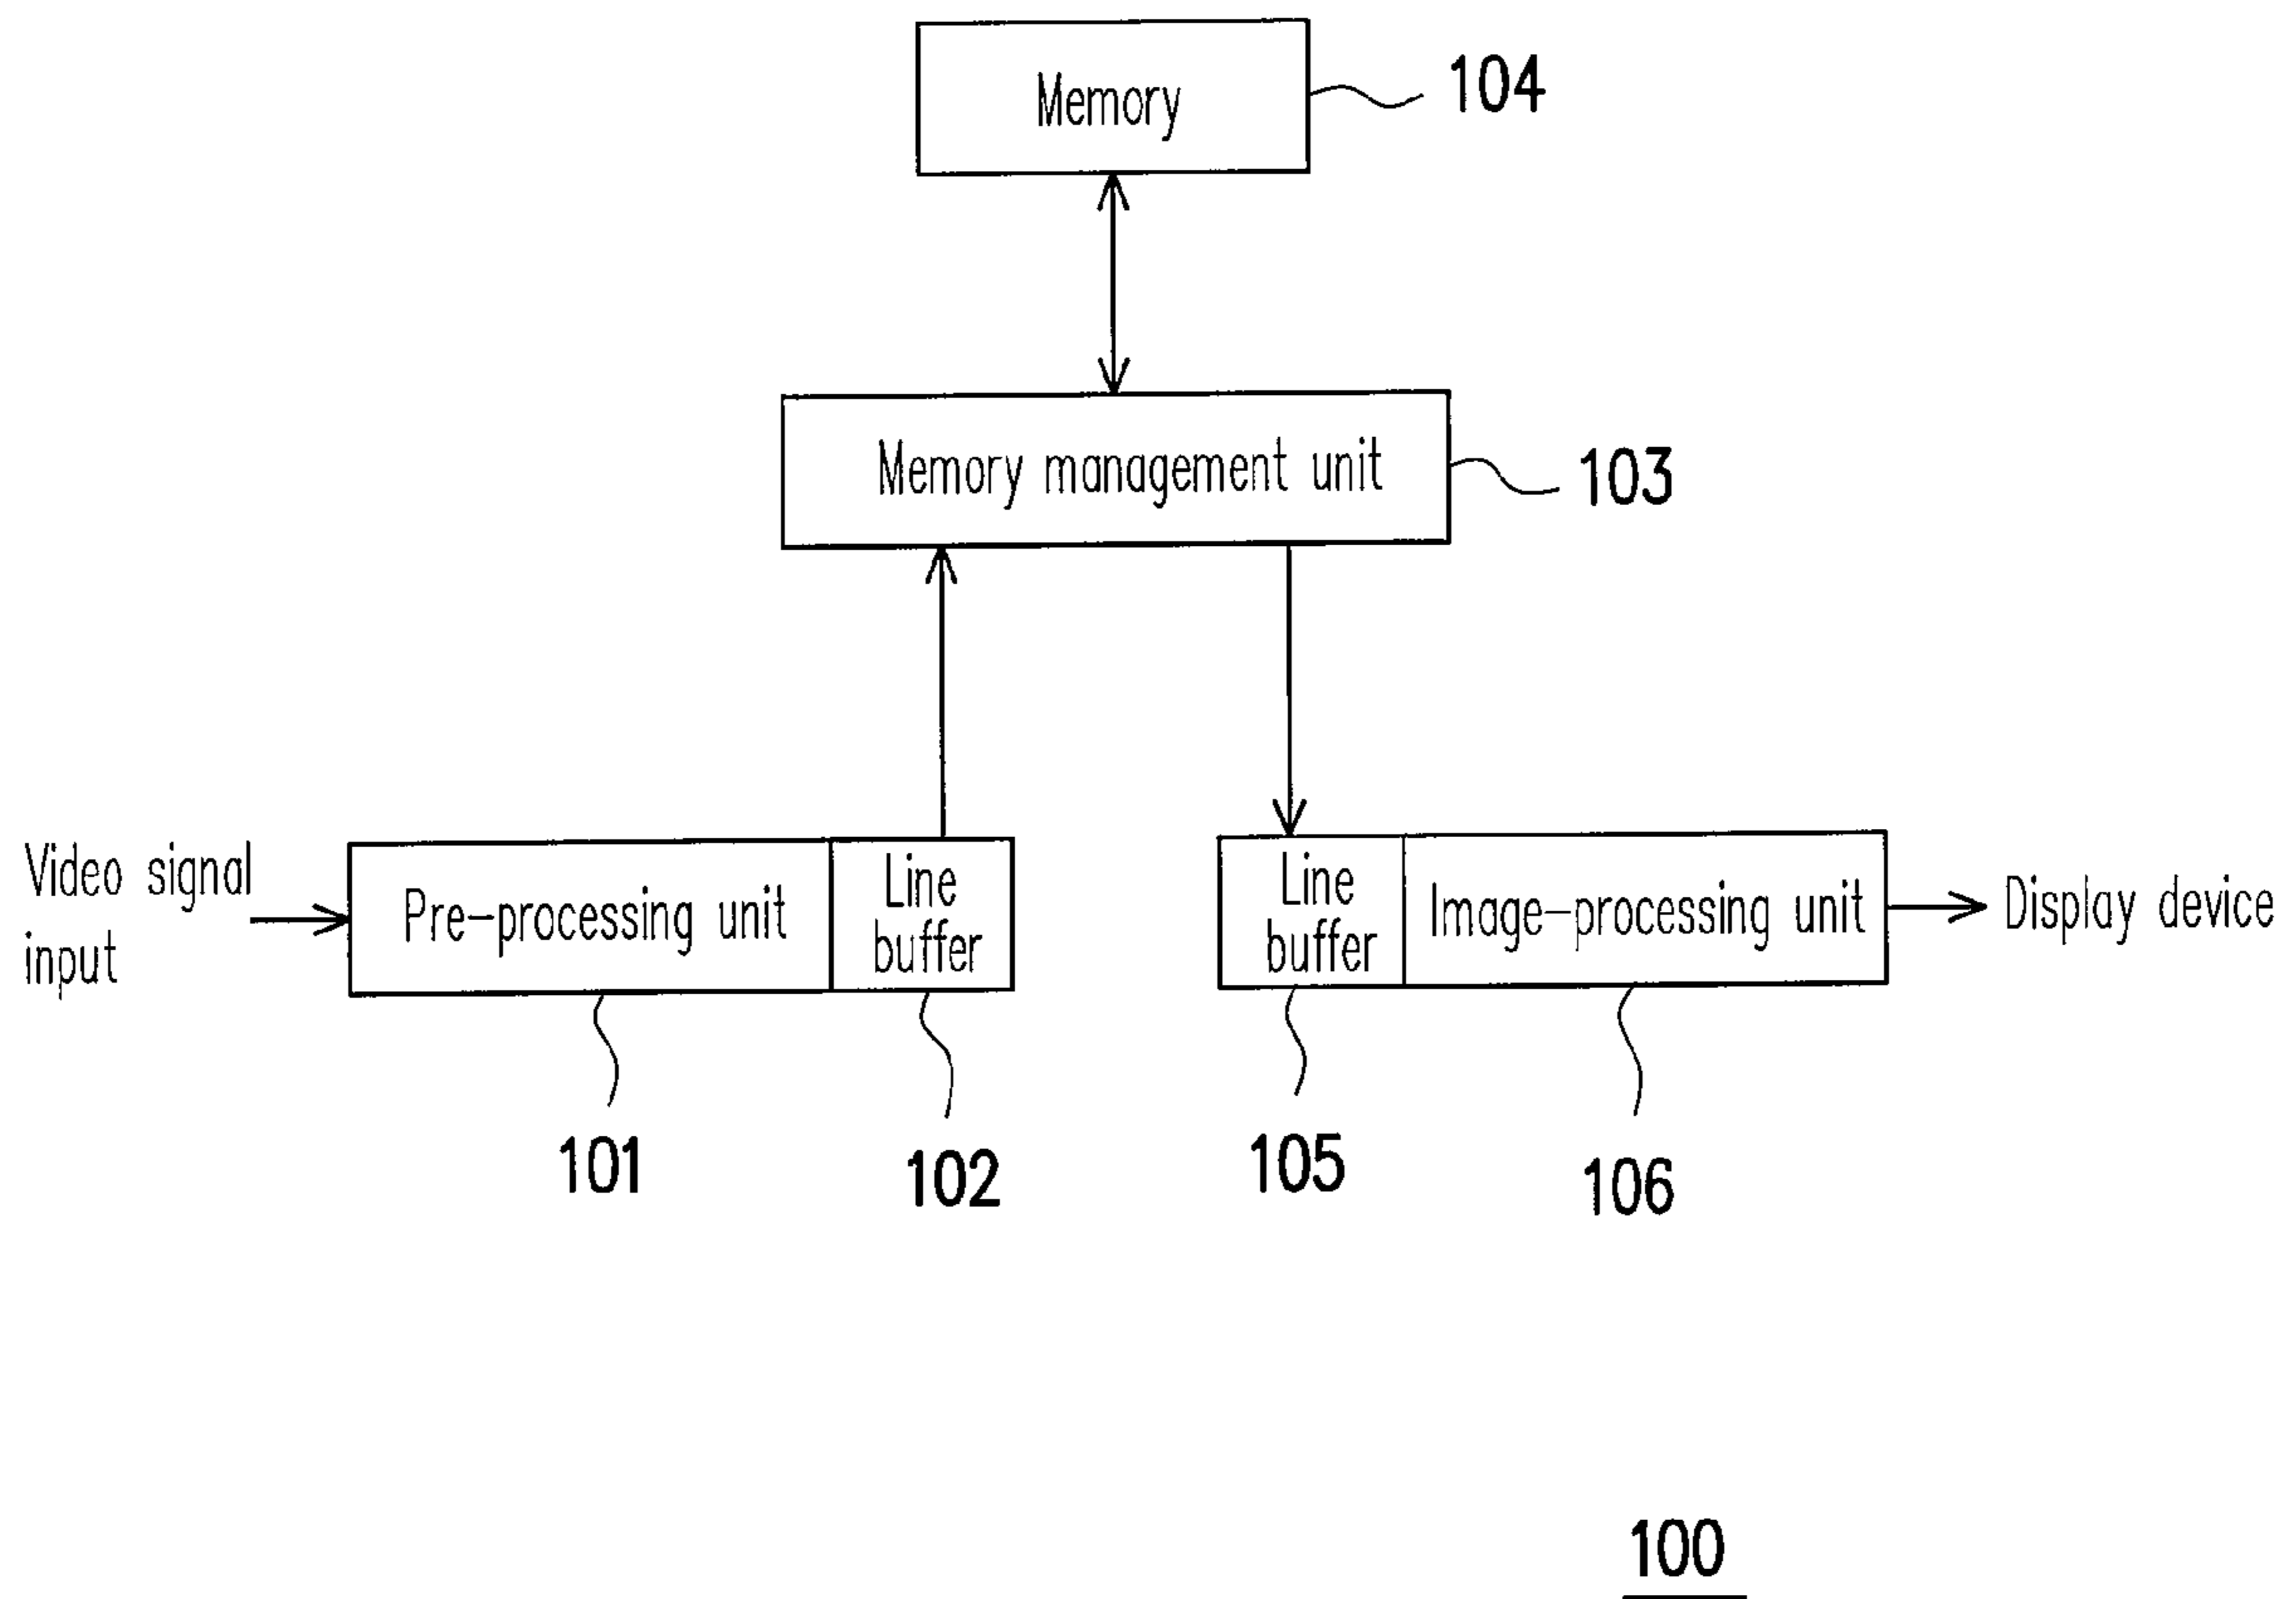 Memory
104
Memory management unit
103
Video signal
input
Pre-processing unit
Line
buffer
Line
buffer
Image-processing unit
Display device
101
102
105
106
100